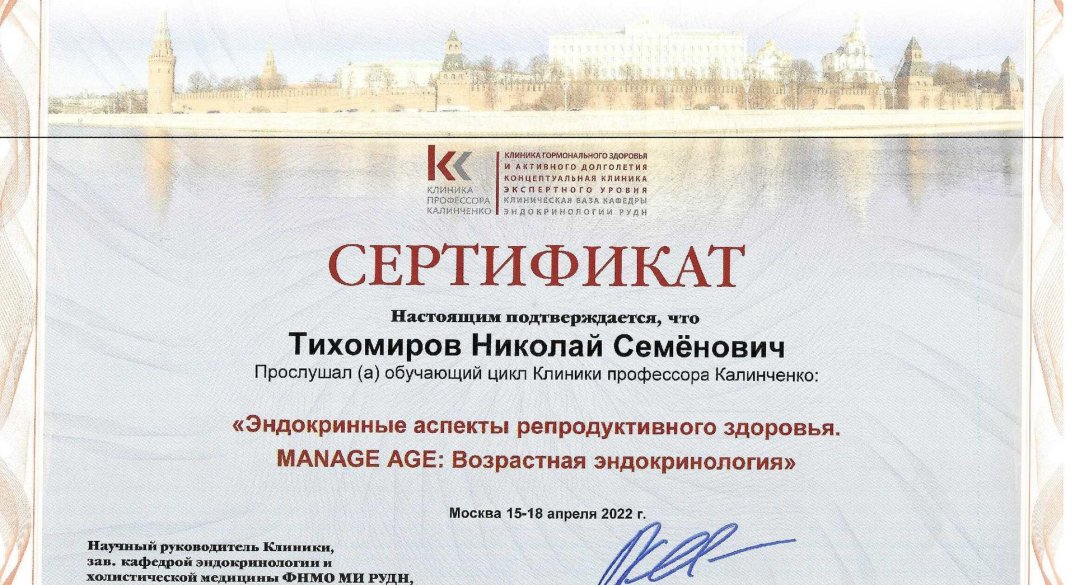 КК
КЛИНИКА
ПРОФЕССОРА
КАЛИНЧЕНКО
КЛИНИКА ГОРМОНАЛЬНОГО ЗДОРОВЬЯ
И АКТИВНОГО ДОЛГОЛЕТИЯ
КОНЦЕПТУАЛЬНАЯ КЛИНИКА
ЭКСПЕРТНОГО УРОВНЯ
КЛИНИЧЕСКАЯ БАЗА КАФЕДРЫ
ЭНДОКРИНОЛОГИИ РУДН
СЕРТИФИКАТ
Настоящим подтверждается, что
Тихомиров Николай Семёнович
Прослушал (а) обучающий цикл Клиники профессора Калинченко:
«Эндокринные аспекты репродуктивного здоровья.
MANAGE AGE: Возрастная эндокринология»
Москва 15-18 апреля 2022 г.
Научный руководитель Клиники,
зав. кафедрой эндокринологии и
холистической медицины ФНМО МИ РУДН,